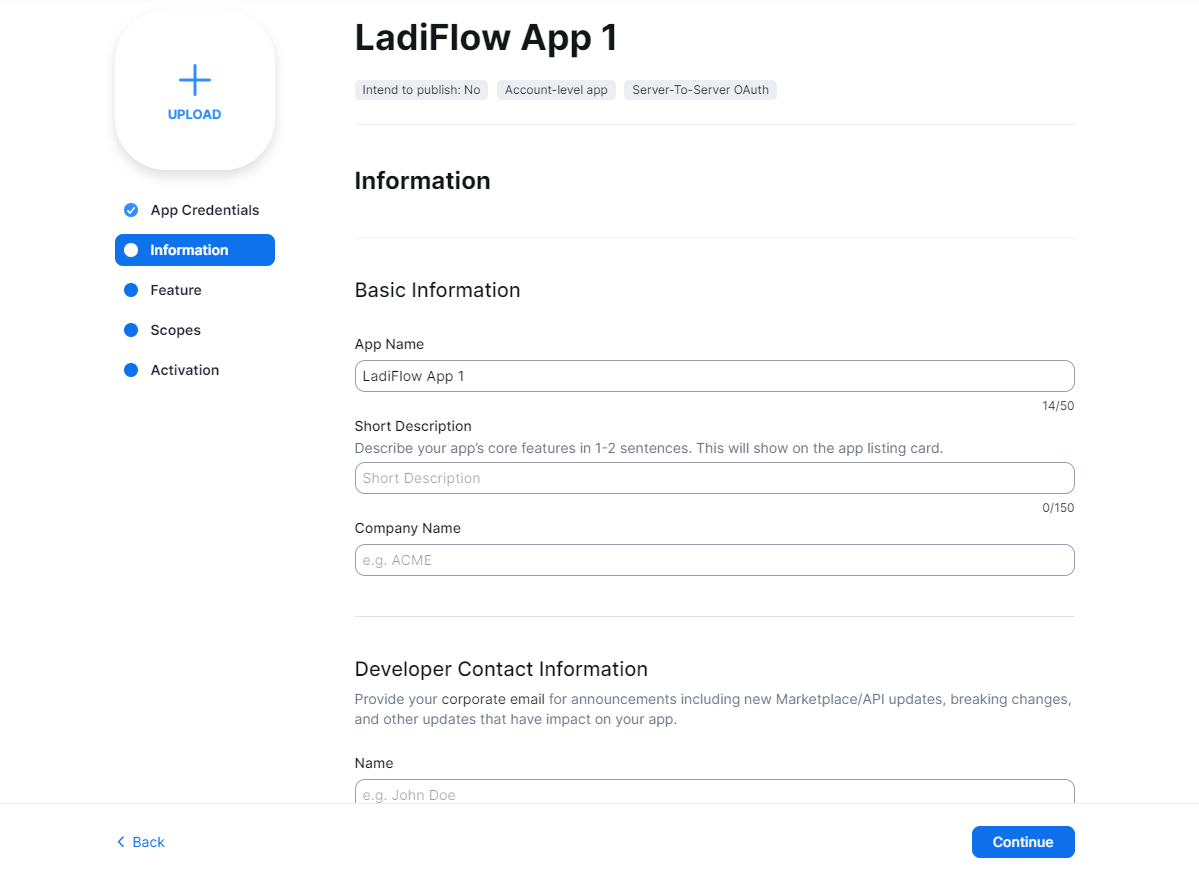 UPLOAD
App Credentials
Information
Feature
Scopes
Activation
LadiFlow App 1
Intend to publish: No
Account-level app
Server-To-Server OAuth
Information
Basic Information
App Name
LadiFlow App 1
14/50
Short Description
Describe your app's core features in 1-2 sentences. This will show on the app listing card.
Short Description
0/150
Company Name
e.g. ACME
Developer Contact Information
Provide your corporate email for announcements including new Marketplace/API updates, breaking changes,
and other updates that have impact on your app.
Name
e.g. John Doe
Back
Continue